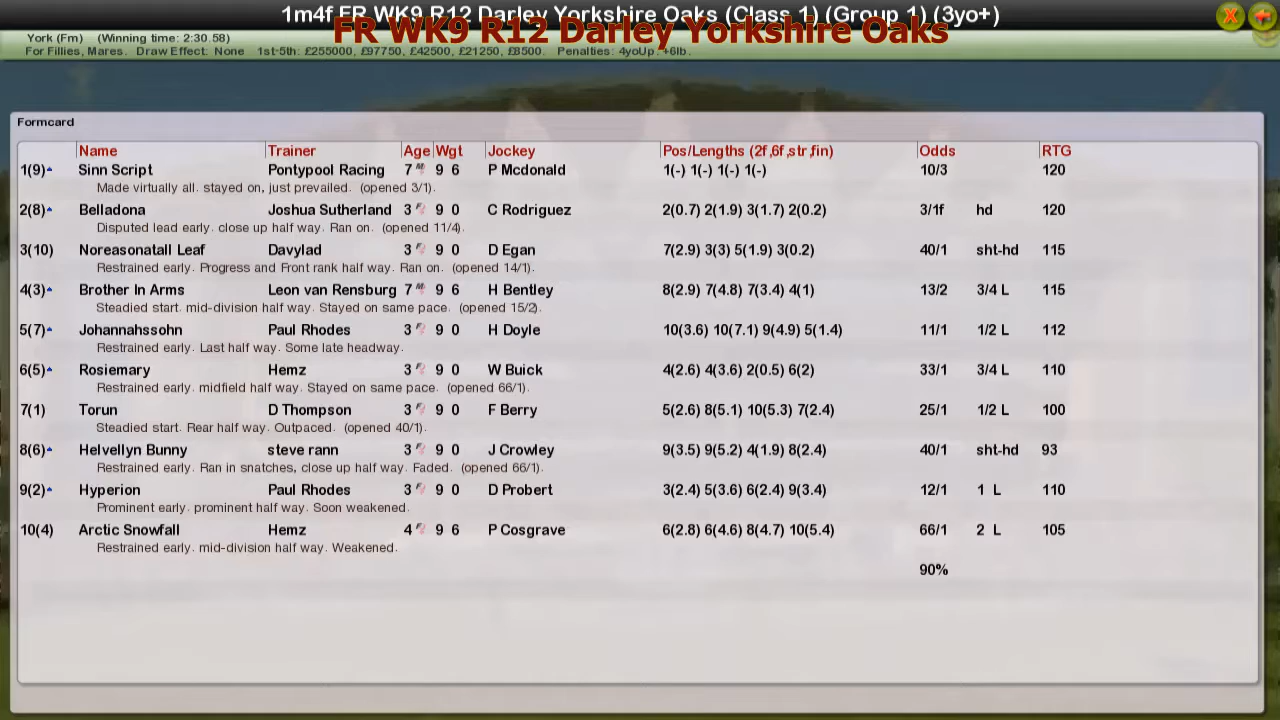 1m4f FR WK9 R12 Darley Yorkshire Oaks (Class 1) (Group 1) (3yo+)
FR WK9 R12 Darley Yorkshire Oaks
York (Fm) (Winning time: 2:30.58)
For Fillies, Mares. Draw Effect: None 1st-5th: £255000, £97750, £42500, £21250, £8500. Penalties: 4yoUp: +6lb.
Formcard
Name Trainer Age Wgt Jockey Pos/Lengths (2f,6f,str,fin) Odds RTG
1(9) Sinn Script Pontypool Racing 7 9 6 P Mcdonald 1(-) 1(-) 1(-) 1(-) 10/3 120
Made virtually all. stayed on, just prevailed. (opened 3/1).
2(8) Belladona Joshua Sutherland 3 9 0 C Rodriguez 2(0.7) 2(1.9) 3(1.7) 2(0.2) 3/1f hd 120
Disputed lead early. close up half way. Ran on. (opened 11/4).
3(10) Noreasonatall Leaf Davylad 3 9 0 D Egan 7(2.9) 3(3) 5(1.9) 3(0.2) 40/1 sht-hd 115
Restrained early. Progress and Front rank half way. Ran on. (opened 14/1).
4(3) Brother In Arms Leon van Rensburg 7 9 6 H Bentley 8(2.9) 7(4.8) 7(3.4) 4(1) 13/2 3/4 L 115
Steadied start. mid-division half way. Stayed on same pace. (opened 15/2).
5(7) Johannahssohn Paul Rhodes 3 9 0 H Doyle 10(3.6) 10(7.1) 9(4.9) 5(1.4) 11/1 1/2 L 112
Restrained early. Last half way. Some late headway.
6(5) Rosiemary Hemz 3 9 0 W Buick 4(2.6) 4(3.6) 2(0.5) 6(2) 33/1 3/4 L 110
Restrained early. midfield half way. Stayed on same pace. (opened 66/1).
7(1) Torun D Thompson 3 9 0 F Berry 5(2.6) 8(5.1) 10(5.3) 7(2.4) 25/1 1/2 L 100
Steadied start. Rear half way. Outpaced. (opened 40/1).
8(6) Helvellyn Bunny steve rann 3 9 0 J Crowley 9(3.5) 9(5.2) 4(1.9) 8(2.4) 40/1 sht-hd 93
Restrained early. Ran in snatches, close up half way. Faded. (opened 66/1).
9(2) Hyperion Paul Rhodes 3 9 0 D Probert 3(2.4) 5(3.6) 6(2.4) 9(3.4) 12/1 1 L 110
Prominent early. prominent half way. Soon weakened.
10(4) Arctic Snowfall Hemz 4 9 6 P Cosgrave 6(2.8) 6(4.6) 8(4.7) 10(5.4) 66/1 2 L 105
Restrained early. mid-division half way. Weakened.
90%